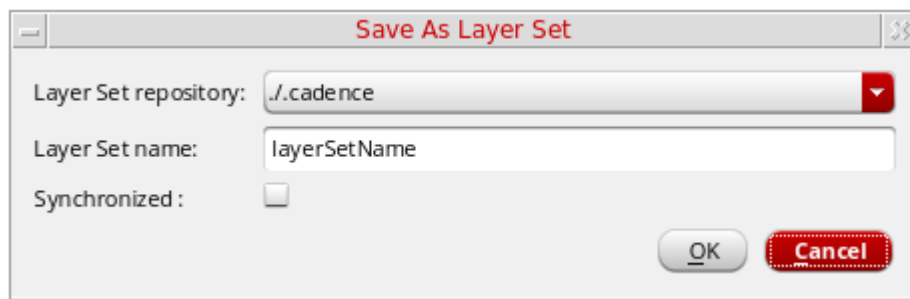 Save As Layer Set
Layer Set repository: ./.cadence
Layer Set name: layerSetName
Synchronized :
OK Cancel